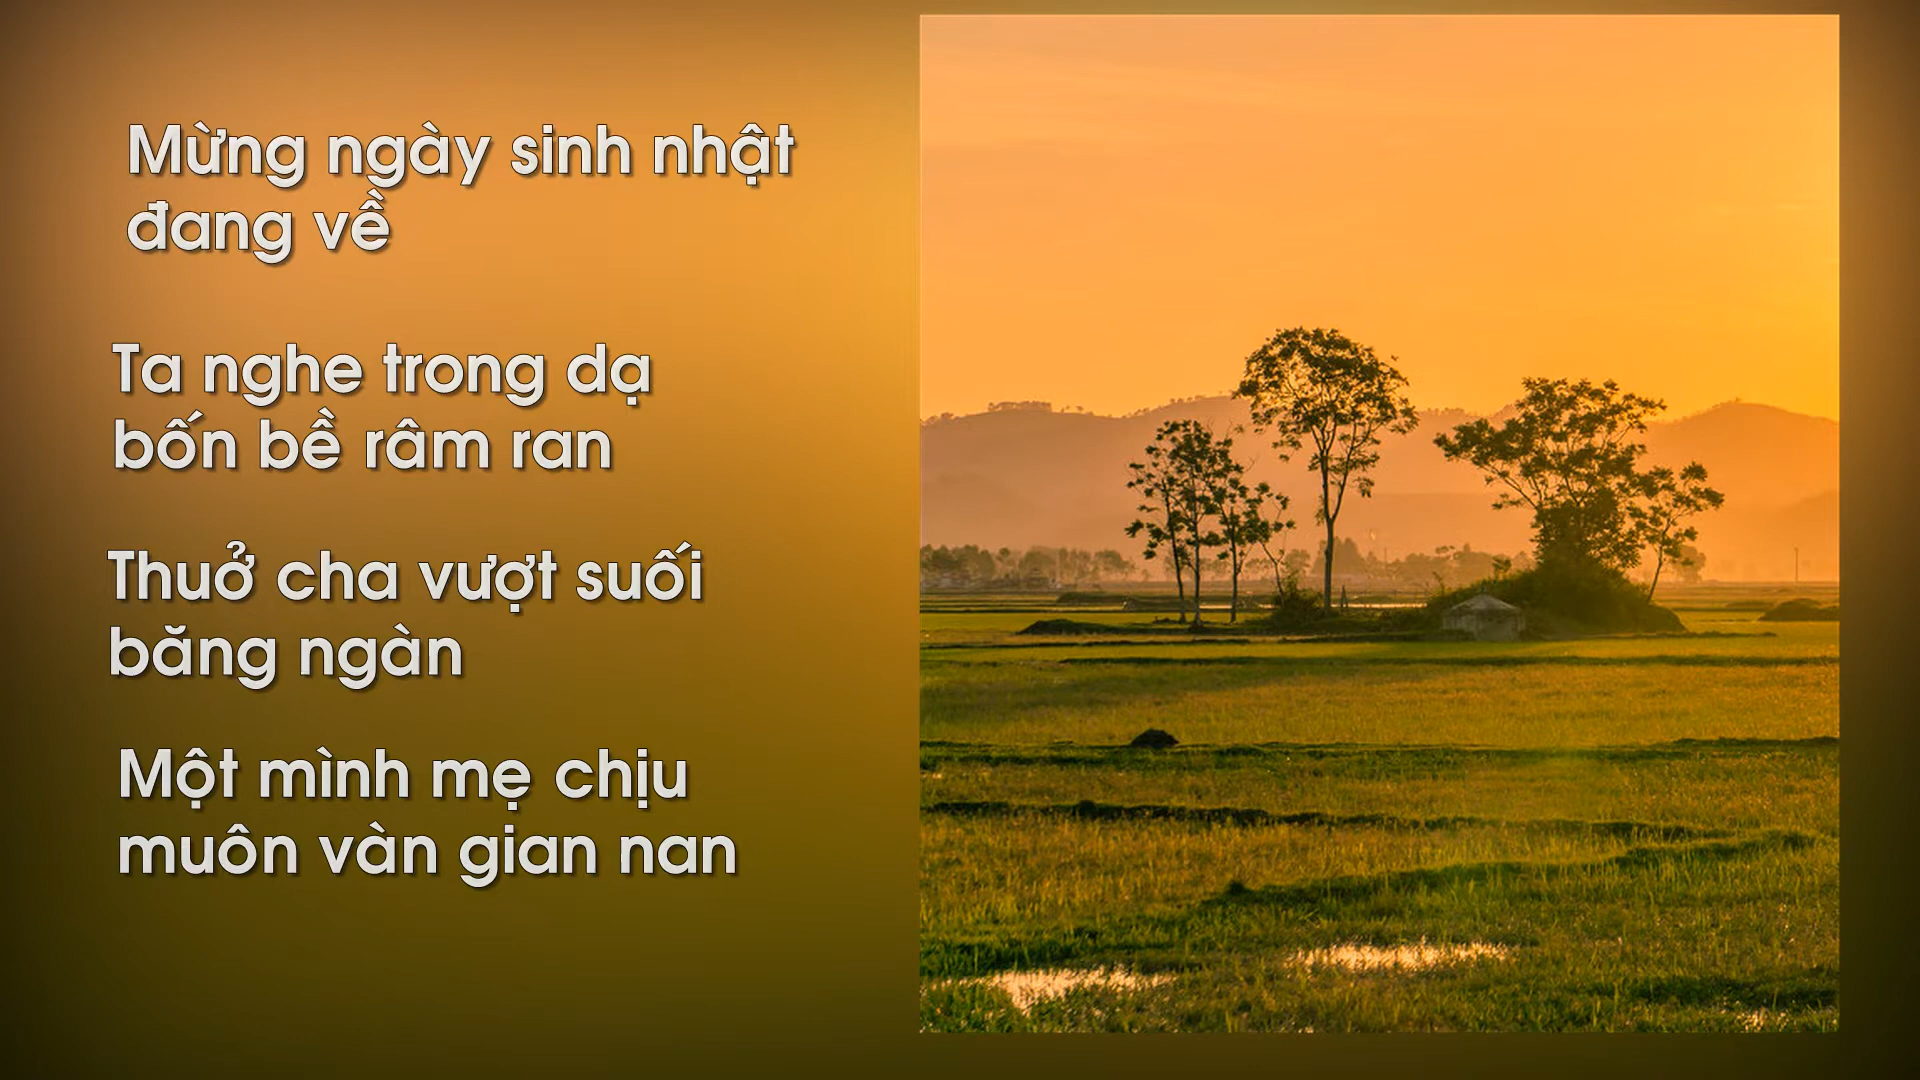 Mừng ngày sinh nhật
đang về
Ta nghe trong dạ
bốn bề râm ran
Thuở cha vượt suối
băng ngàn
Một mình mẹ chịu
muôn vàn gian nan